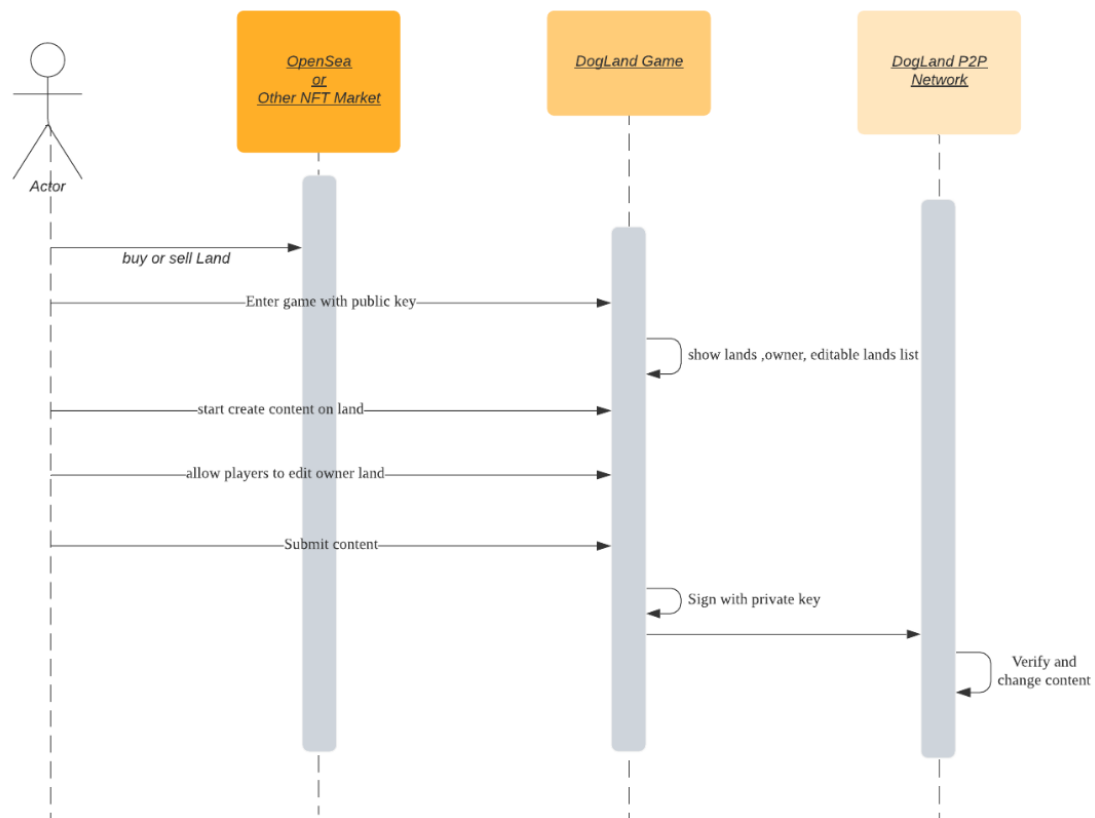 OpenSea
or
Other NFT Market
DogLand Game
DogLand P2P
Network
Actor
buy or sell Land
Enter game with public key
show lands ,owner, editable lands list
start create content on land
allow players to edit owner land
Submit content
Sign with private key
Verify and
change content